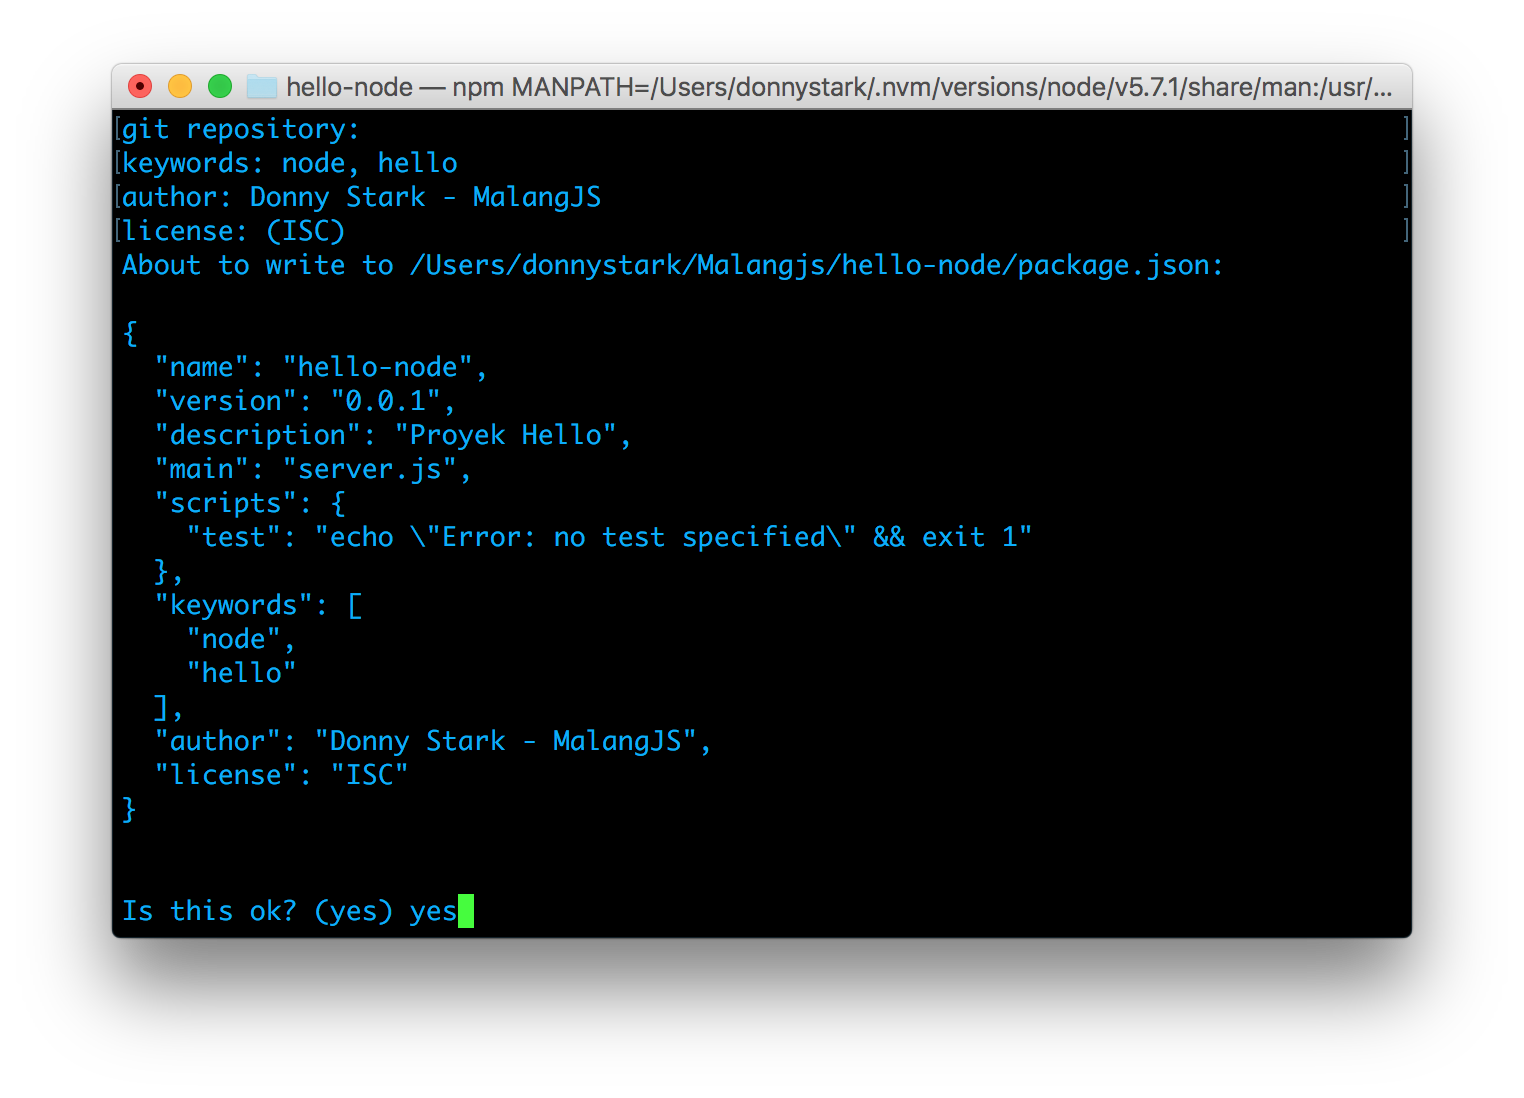 hello-node — npm MANPATH=/Users/donnystark/.nvm/versions/node/v5.7.1/share/man:/usr/...
[git repository: ]
[keywords: node, hello ]
[author: Donny Stark - MalangJS ]
[license: (ISC) ]
About to write to /Users/donnystark/Malangjs/hello-node/package.json:

{
  "name": "hello-node",
  "version": "0.0.1",
  "description": "Proyek Hello",
  "main": "server.js",
  "scripts": {
    "test": "echo \"Error: no test specified\" && exit 1"
  },
  "keywords": [
    "node",
    "hello"
  ],
  "author": "Donny Stark - MalangJS",
  "license": "ISC"
}

Is this ok? (yes) yes